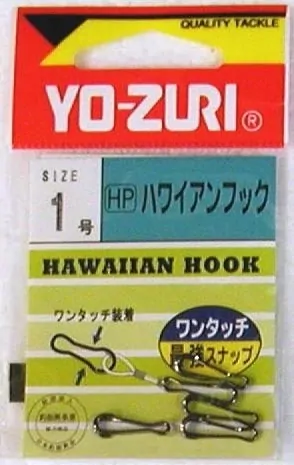 QUALITY TACKLE
YO-ZURI®
SIZE
1号
HP ハワイアンフック
HAWAIIAN HOOK
ワンタッチ装着
ワンタッチ
最強スナップ